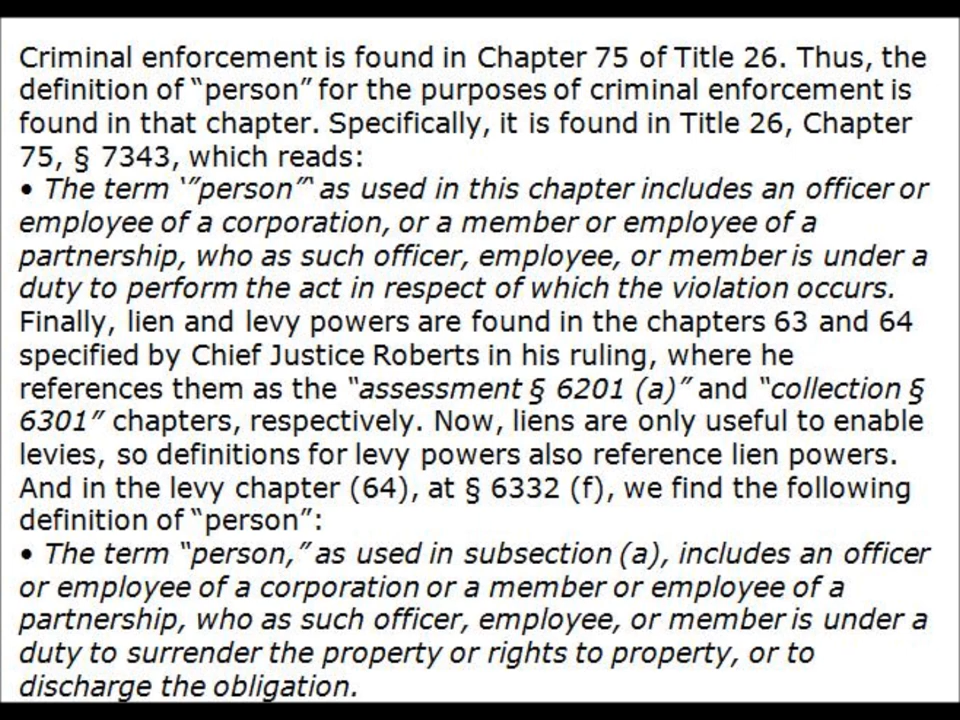 Criminal enforcement is found in Chapter 75 of Title 26. Thus, the
definition of “person” for the purposes of criminal enforcement is
found in that chapter. Specifically, it is found in Title 26, Chapter
75, § 7343, which reads:
• The term ‘”person”‘ as used in this chapter includes an officer or
employee of a corporation, or a member or employee of a
partnership, who as such officer, employee, or member is under a
duty to perform the act in respect of which the violation occurs.
Finally, lien and levy powers are found in the chapters 63 and 64
specified by Chief Justice Roberts in his ruling, where he
references them as the “assessment § 6201 (a)” and “collection §
6301” chapters, respectively. Now, liens are only useful to enable
levies, so definitions for levy powers also reference lien powers.
And in the levy chapter (64), at § 6332 (f), we find the following
definition of “person”:
• The term “person,” as used in subsection (a), includes an officer
or employee of a corporation or a member or employee of a
partnership, who as such officer, employee, or member is under a
duty to surrender the property or rights to property, or to
discharge the obligation.